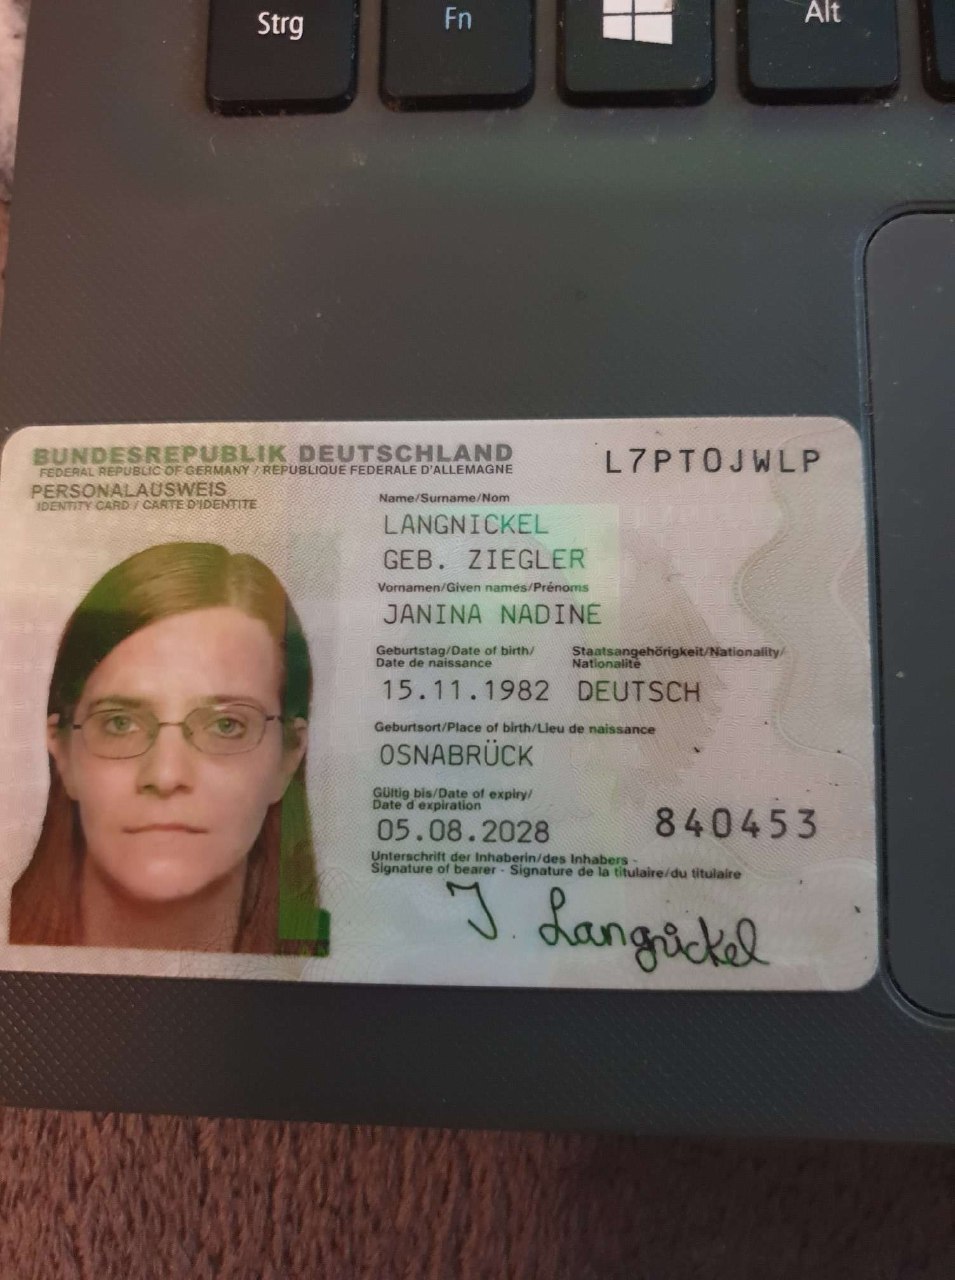 Strg Fn Alt
BUNDESREPUBLIK DEUTSCHLAND
FEDERAL REPUBLIC OF GERMANY / REPUBLIQUE FEDERALE D'ALLEMAGNE
L7PT0JWLP
PERSONALAUSWEIS
IDENTITY CARD / CARTE D'IDENTITE
Name/Surname/Nom
LANGNICKEL
GEB. ZIEGLER
Vornamen/Given names/Prénoms
JANINA NADINE
Geburtstag/Date of birth/
Date de naissance
Staatsangehörigkeit/Nationality/
Nationalité
15.11.1982 DEUTSCH
Geburtsort/Place of birth/Lieu de naissance
OSNABRÜCK
Gültig bis/Date of expiry/
Date d expiration
05.08.2028 840453
Unterschrift der Inhaberin/des Inhabers -
Signature of bearer - Signature de la titulaire/du titulaire
J. Langnickel